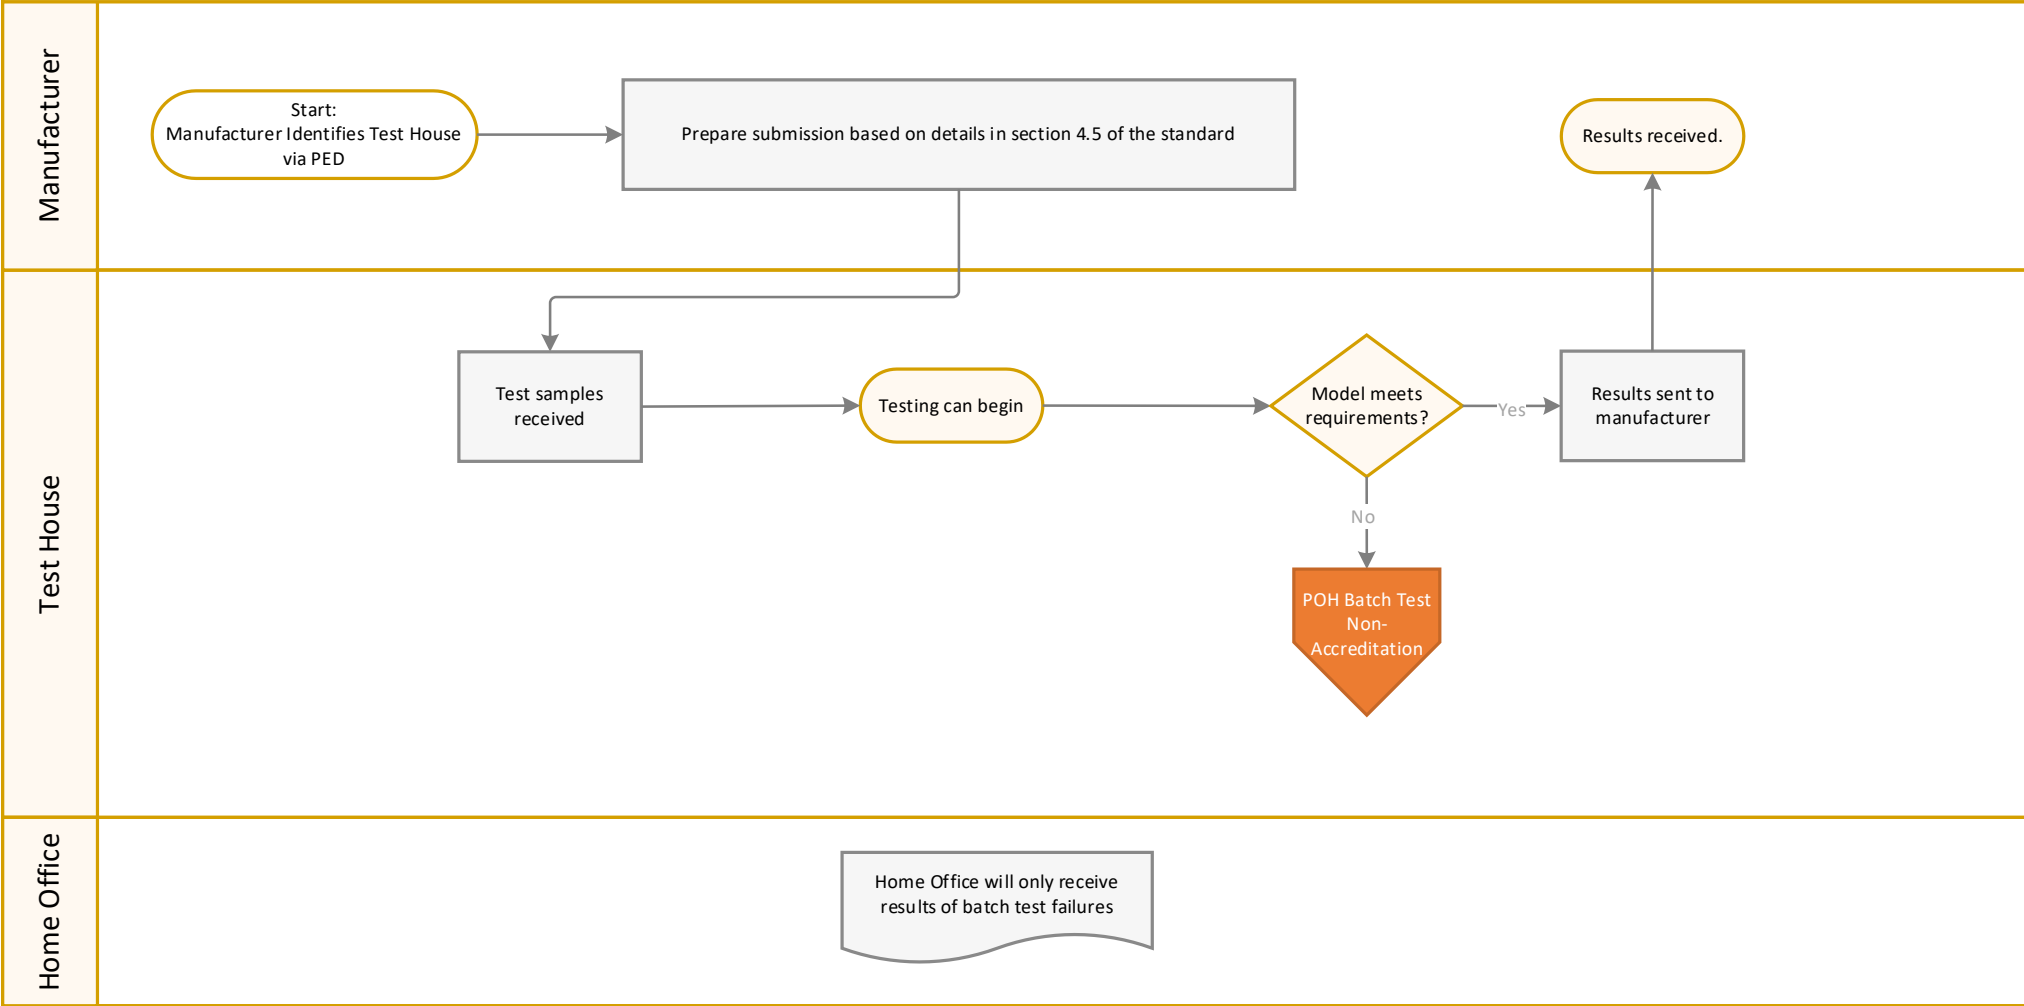 Manufacturer
Start:
Manufacturer Identifies Test House
via PED
Prepare submission based on details in section 4.5 of the standard
Results received.
Test House
Test samples
received
Testing can begin
Model meets
requirements?
Yes
Results sent to
manufacturer
No
POH Batch Test
Non-
Accreditation
Home Office
Home Office will only receive
results of batch test failures